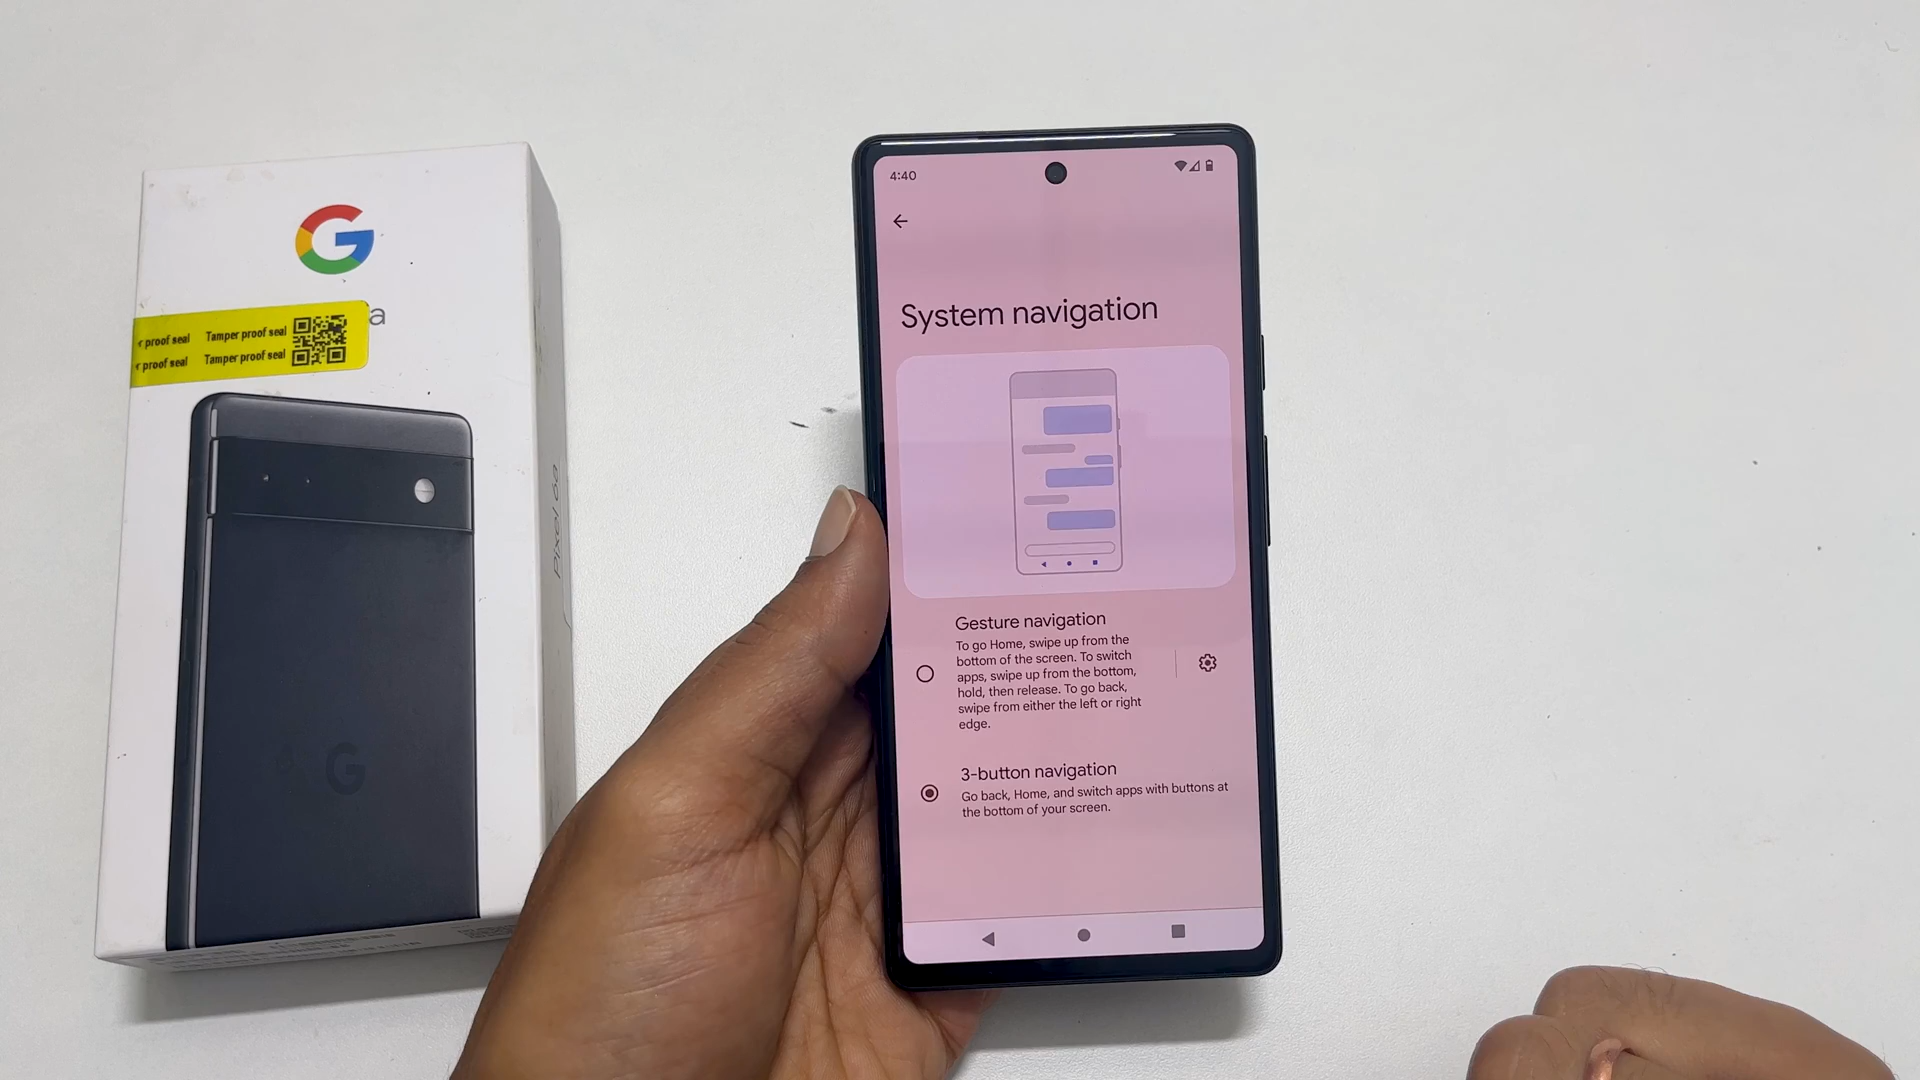 G
a
r proof seal Tamper proof seal
r proof seal Tamper proof seal
G
Pixel 6a
4:40
System navigation
Gesture navigation
To go Home, swipe up from the
bottom of the screen. To switch
apps, swipe up from the bottom,
hold, then release. To go back,
swipe from either the left or right
edge.
3-button navigation
Go back, Home, and switch apps with buttons at
the bottom of your screen.